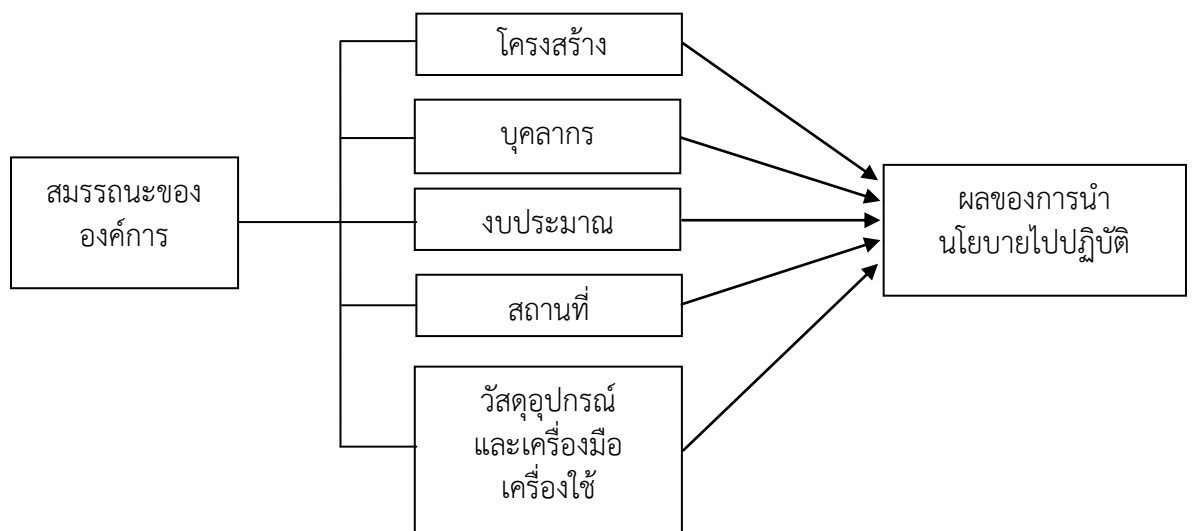 สมรรถนะของ
องค์การ
โครงสร้าง
บุคลากร
งบประมาณ
สถานที่
วัสดุอุปกรณ์
และเครื่องมือ
เครื่องใช้
ผลของการนำ
นโยบายไปปฏิบัติ